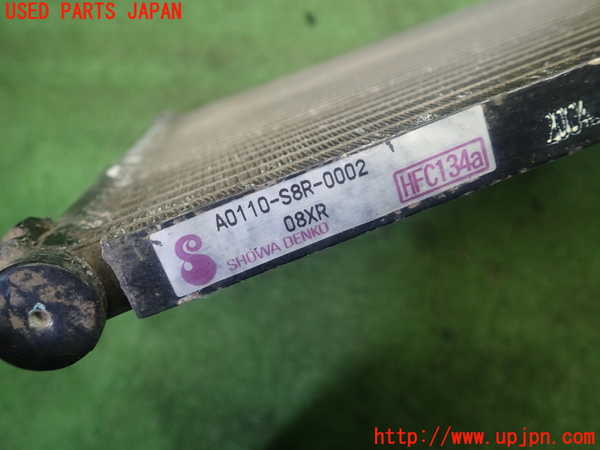 USED PARTS JAPAN
A0110-S8R-0002
HFC134a
08XR
SHOWA DENKO
http://www.upjpn.com/